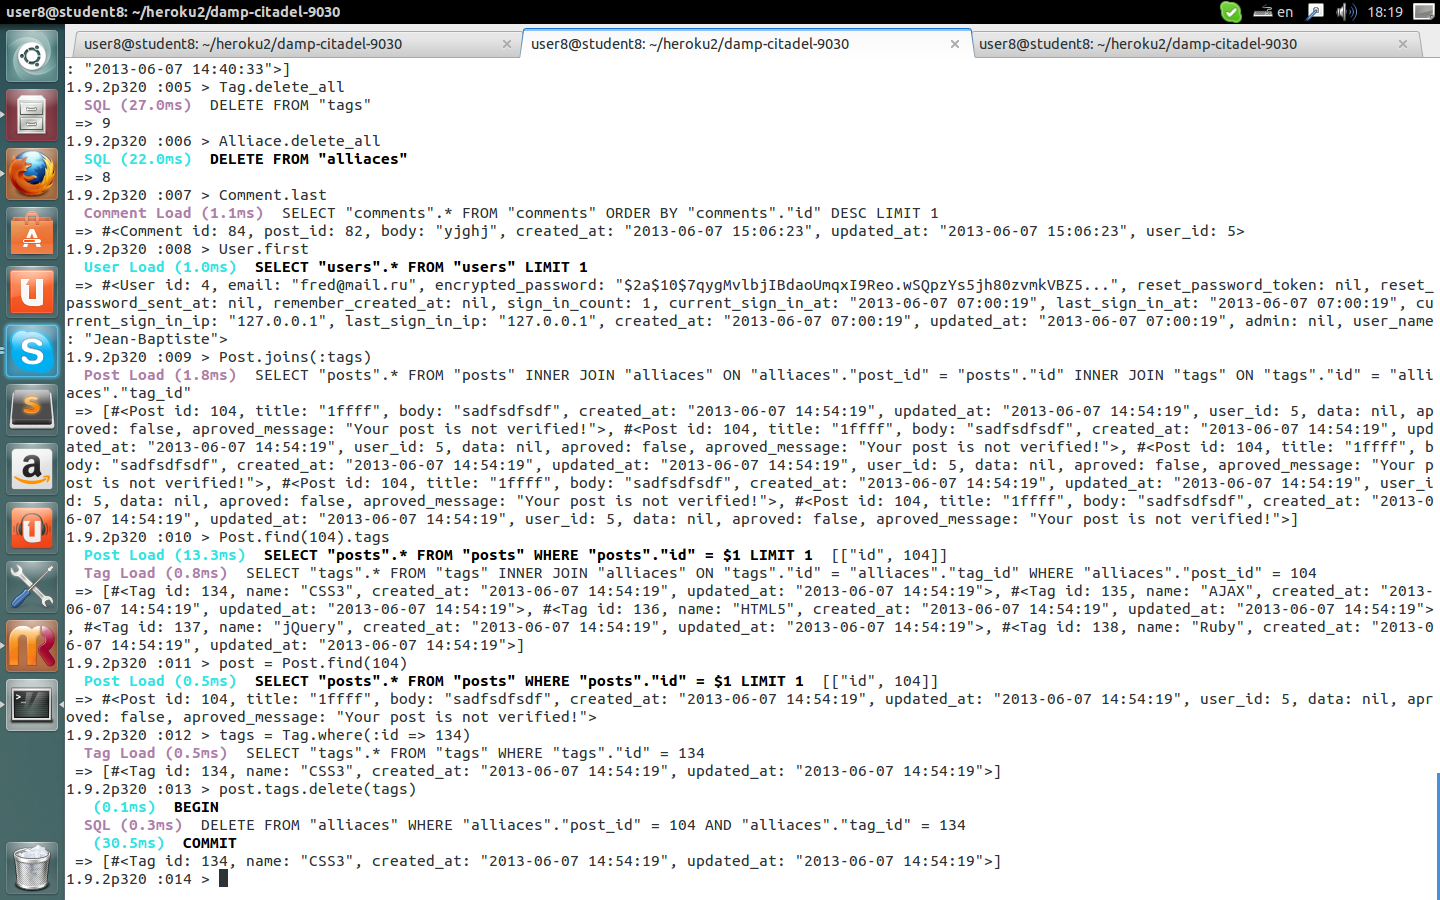 user8@student8: ~/heroku2/damp-citadel-9030
en
18:19
user8@student8: ~/heroku2/damp-citadel-9030
user8@student8: ~/heroku2/damp-citadel-9030
user8@student8: ~/heroku2/damp-citadel-9030
: "2013-06-07 14:40:33">]
1.9.2p320 :005 > Tag.delete_all
SQL (27.0ms)  DELETE FROM "tags"
=> 9
1.9.2p320 :006 > Alliace.delete_all
SQL (22.0ms)  DELETE FROM "alliaces"
=> 8
1.9.2p320 :007 > Comment.last
Comment Load (1.1ms)  SELECT "comments".* FROM "comments" ORDER BY "comments"."id" DESC LIMIT 1
=> #<Comment id: 84, post_id: 82, body: "yjghj", created_at: "2013-06-07 15:06:23", updated_at: "2013-06-07 15:06:23", user_id: 5>
1.9.2p320 :008 > User.first
User Load (1.0ms)  SELECT "users".* FROM "users" LIMIT 1
=> #<User id: 4, email: "fred@mail.ru", encrypted_password: "$2a$10$7qygMvlbjIBdaoUmqxI9Reo.wSQpzYs5jh80zvmkVBZ5...", reset_password_token: nil, reset_
password_sent_at: nil, remember_created_at: nil, sign_in_count: 1, current_sign_in_at: "2013-06-07 07:00:19", last_sign_in_at: "2013-06-07 07:00:19", cu
rrent_sign_in_ip: "127.0.0.1", last_sign_in_ip: "127.0.0.1", created_at: "2013-06-07 07:00:19", updated_at: "2013-06-07 07:00:19", admin: nil, user_name
: "Jean-Baptiste">
1.9.2p320 :009 > Post.joins(:tags)
Post Load (1.8ms)  SELECT "posts".* FROM "posts" INNER JOIN "alliaces" ON "alliaces"."post_id" = "posts"."id" INNER JOIN "tags" ON "tags"."id" = "alli
aces"."tag_id"
=> [#<Post id: 104, title: "1ffff", body: "sadfsdfsdf", created_at: "2013-06-07 14:54:19", updated_at: "2013-06-07 14:54:19", user_id: 5, data: nil, ap
roved: false, aproved_message: "Your post is not verified!">, #<Post id: 104, title: "1ffff", body: "sadfsdfsdf", created_at: "2013-06-07 14:54:19", upd
ated_at: "2013-06-07 14:54:19", user_id: 5, data: nil, aproved: false, aproved_message: "Your post is not verified!">, #<Post id: 104, title: "1ffff", b
ody: "sadfsdfsdf", created_at: "2013-06-07 14:54:19", updated_at: "2013-06-07 14:54:19", user_id: 5, data: nil, aproved: false, aproved_message: "Your p
ost is not verified!">, #<Post id: 104, title: "1ffff", body: "sadfsdfsdf", created_at: "2013-06-07 14:54:19", updated_at: "2013-06-07 14:54:19", user_i
d: 5, data: nil, aproved: false, aproved_message: "Your post is not verified!">, #<Post id: 104, title: "1ffff", body: "sadfsdfsdf", created_at: "2013-0
6-07 14:54:19", updated_at: "2013-06-07 14:54:19", user_id: 5, data: nil, aproved: false, aproved_message: "Your post is not verified!">]
1.9.2p320 :010 > Post.find(104).tags
Post Load (13.3ms)  SELECT "posts".* FROM "posts" WHERE "posts"."id" = $1 LIMIT 1  [["id", 104]]
Tag Load (0.8ms)  SELECT "tags".* FROM "tags" INNER JOIN "alliaces" ON "tags"."id" = "alliaces"."tag_id" WHERE "alliaces"."post_id" = 104
=> [#<Tag id: 134, name: "CSS3", created_at: "2013-06-07 14:54:19", updated_at: "2013-06-07 14:54:19">, #<Tag id: 135, name: "AJAX", created_at: "2013-
06-07 14:54:19", updated_at: "2013-06-07 14:54:19">, #<Tag id: 136, name: "HTML5", created_at: "2013-06-07 14:54:19", updated_at: "2013-06-07 14:54:19">
, #<Tag id: 137, name: "jQuery", created_at: "2013-06-07 14:54:19", updated_at: "2013-06-07 14:54:19">, #<Tag id: 138, name: "Ruby", created_at: "2013-0
6-07 14:54:19", updated_at: "2013-06-07 14:54:19">]
1.9.2p320 :011 > post = Post.find(104)
Post Load (0.5ms)  SELECT "posts".* FROM "posts" WHERE "posts"."id" = $1 LIMIT 1  [["id", 104]]
=> #<Post id: 104, title: "1ffff", body: "sadfsdfsdf", created_at: "2013-06-07 14:54:19", updated_at: "2013-06-07 14:54:19", user_id: 5, data: nil, apr
oved: false, aproved_message: "Your post is not verified!">
1.9.2p320 :012 > tags = Tag.where(:id => 134)
Tag Load (0.5ms)  SELECT "tags".* FROM "tags" WHERE "tags"."id" = 134
=> [#<Tag id: 134, name: "CSS3", created_at: "2013-06-07 14:54:19", updated_at: "2013-06-07 14:54:19">]
1.9.2p320 :013 > post.tags.delete(tags)
(0.1ms)  BEGIN
SQL (0.3ms)  DELETE FROM "alliaces" WHERE "alliaces"."post_id" = 104 AND "alliaces"."tag_id" = 134
(30.5ms)  COMMIT
=> [#<Tag id: 134, name: "CSS3", created_at: "2013-06-07 14:54:19", updated_at: "2013-06-07 14:54:19">]
1.9.2p320 :014 >